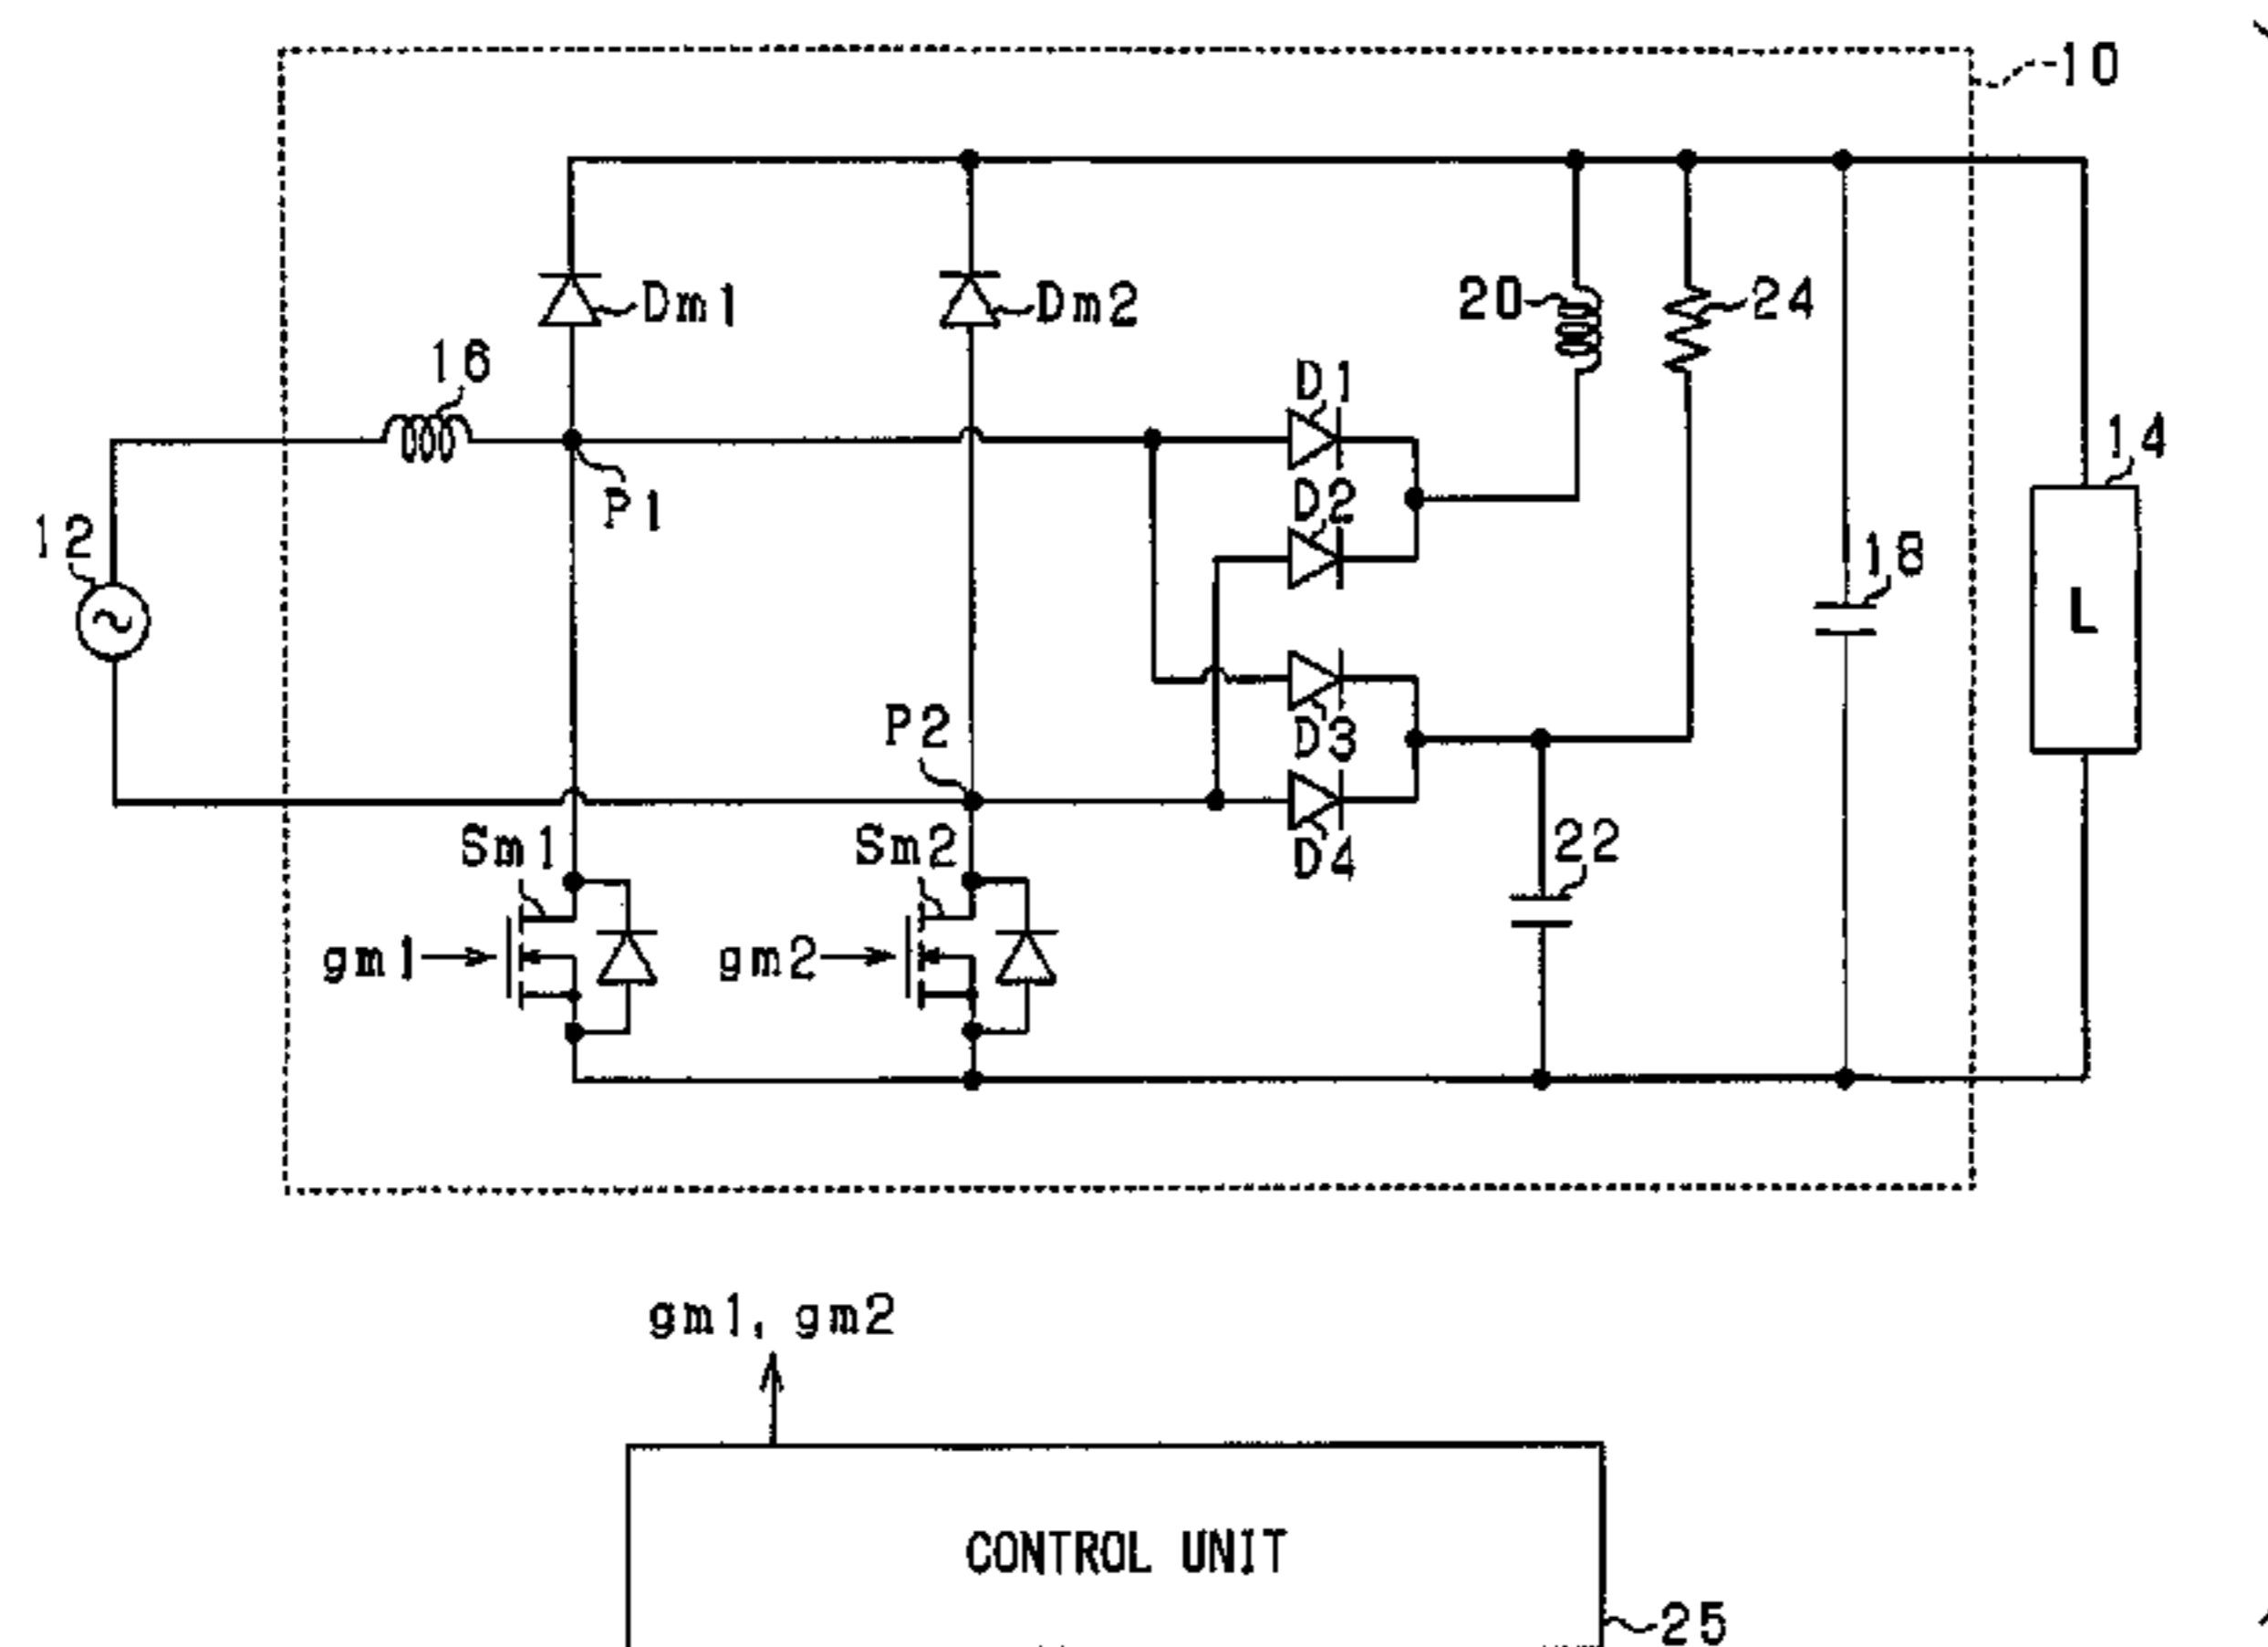 10
Dm1
Dm2
20
24
16
D1
14
P1
D2
12
18
L
P2
D3
Sm1
Sm2
D4
22
gm1
gm2
gm1, gm2
CONTROL UNIT
25